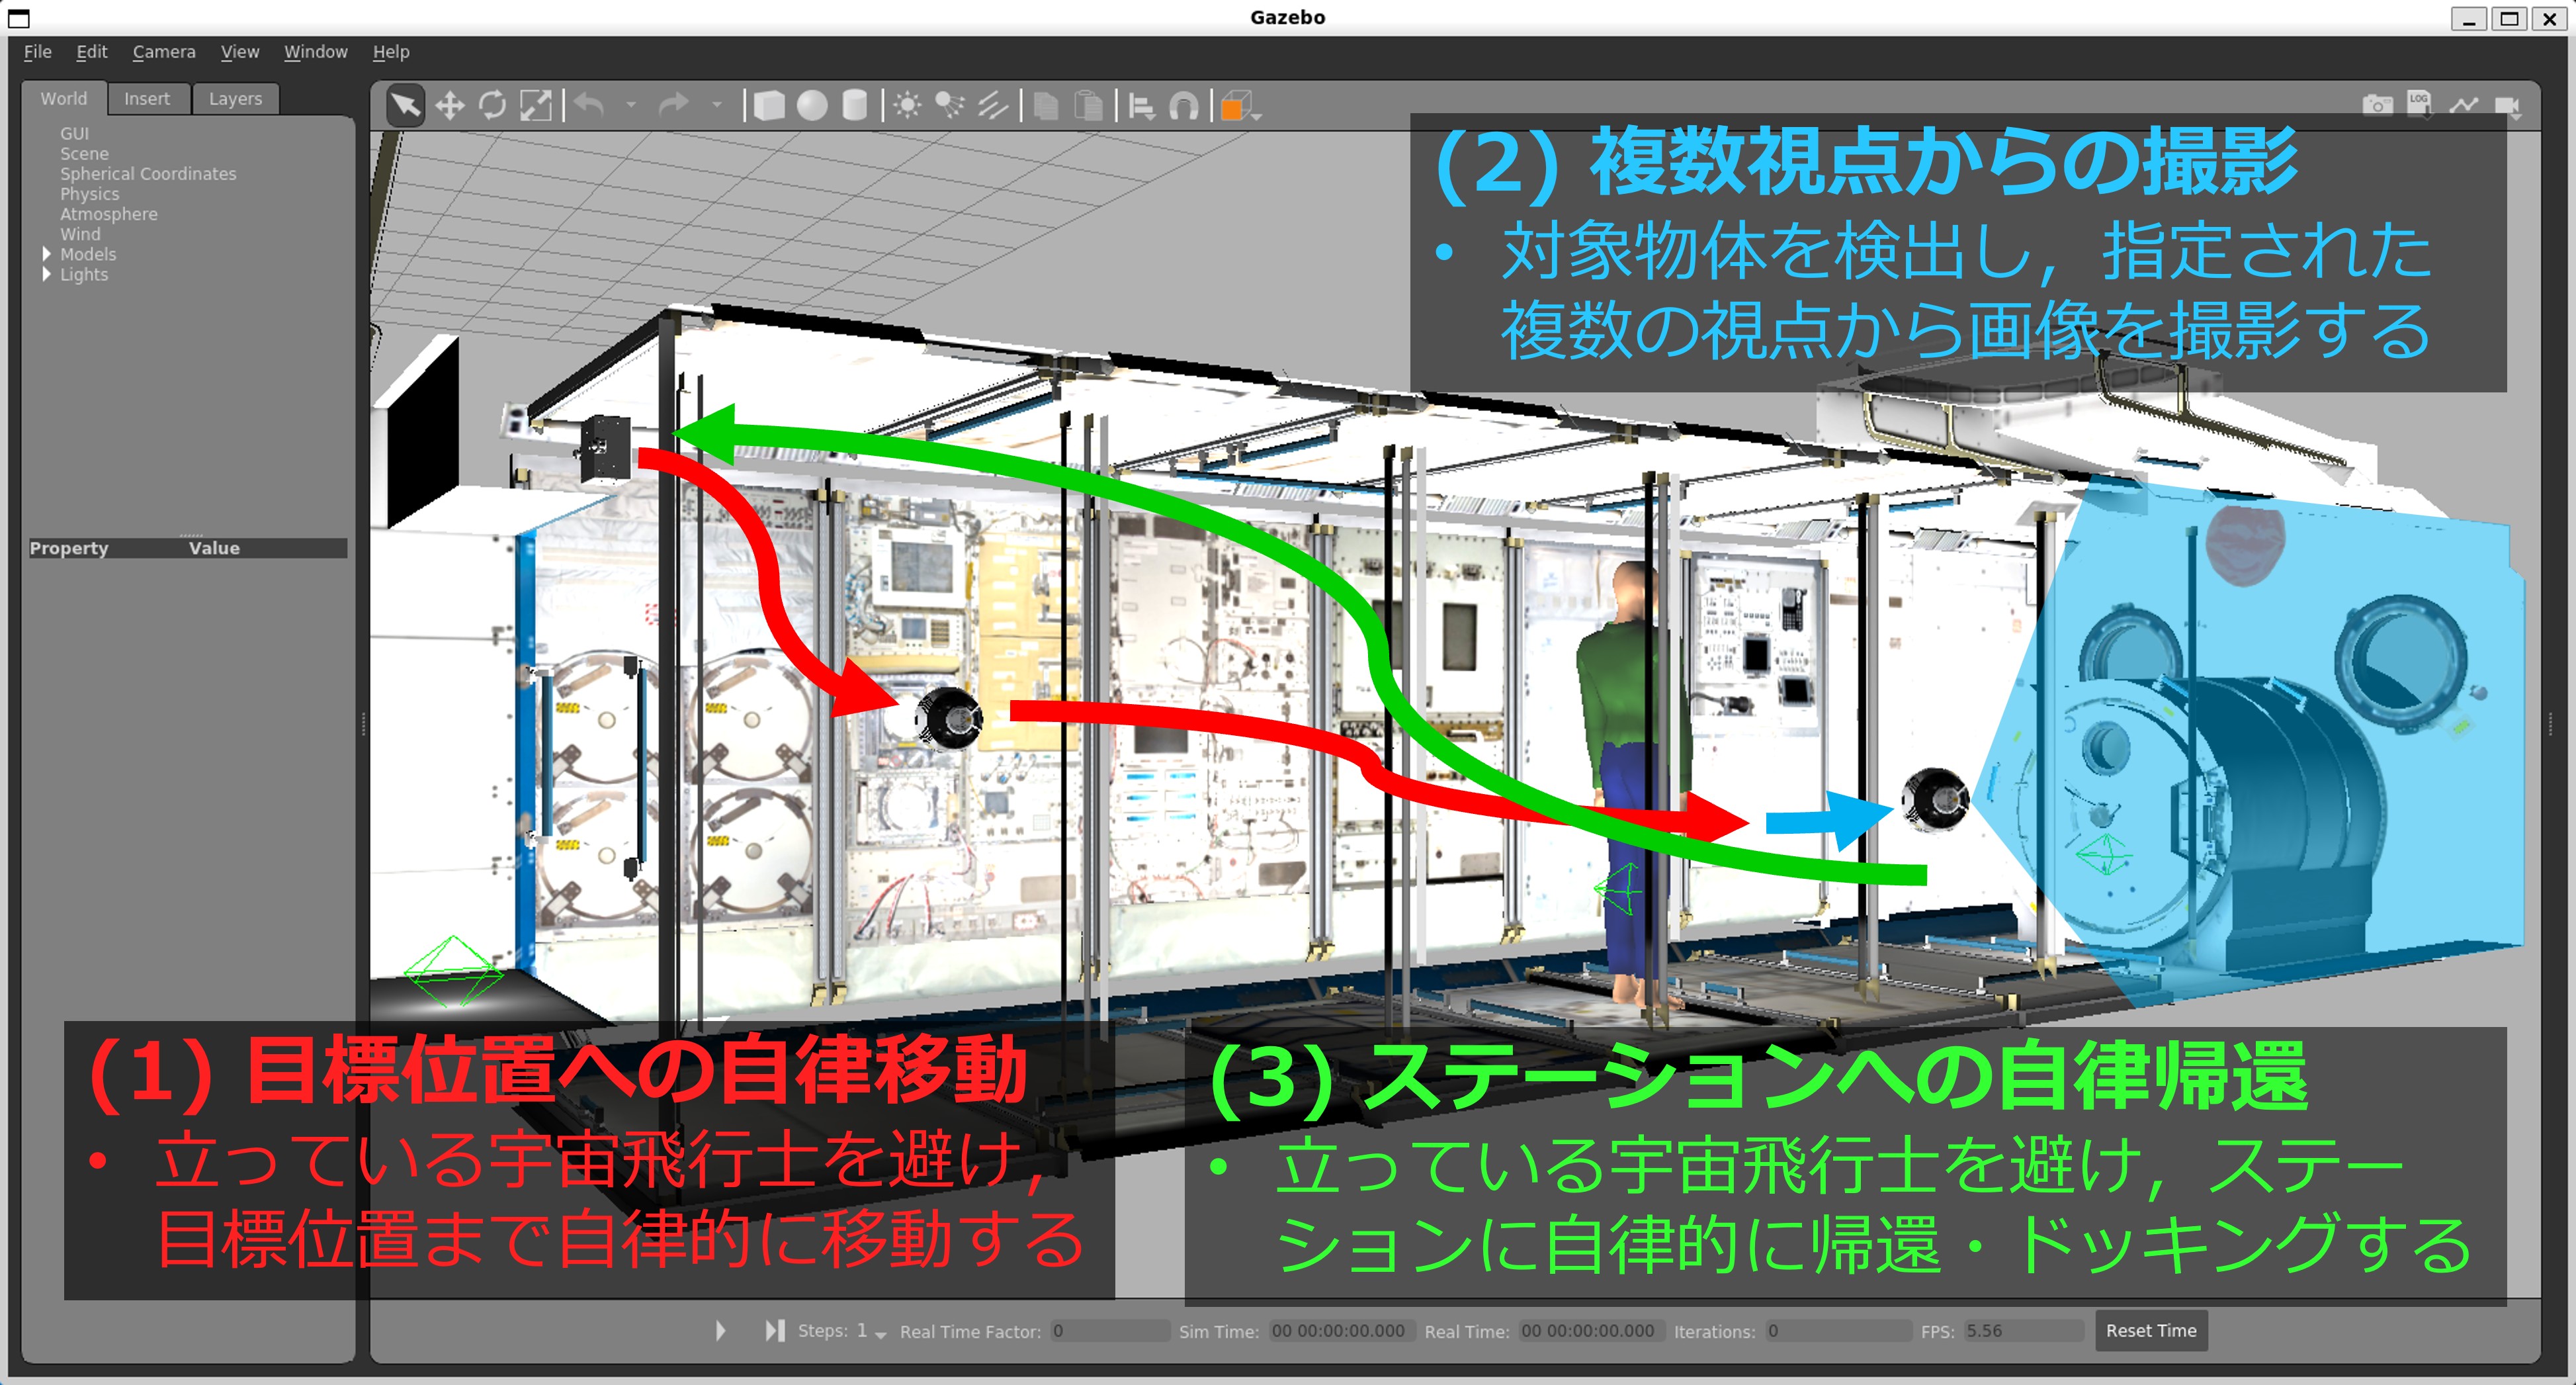 Gazebo
File Edit Camera View Window Help
World Insert Layers
LOG
GUI
Scene
Spherical Coordinates
Physics
Atmosphere
Wind
Models
Lights
Property Value
(2) 複数視点からの撮影
• 対象物体を検出し，指定された
複数の視点から画像を撮影する
(1) 目標位置への自律移動
• 立っている宇宙飛行士を避け，
目標位置まで自律的に移動する
(3) ステーションへの自律帰還
• 立っている宇宙飛行士を避け，ステー
ションに自律的に帰還・ドッキングする
Steps: 1 Real Time Factor: 0 Sim Time: 00 00:00:00.000 Real Time: 00 00:00:00.000 Iterations: 0 FPS: 5.56 Reset Time